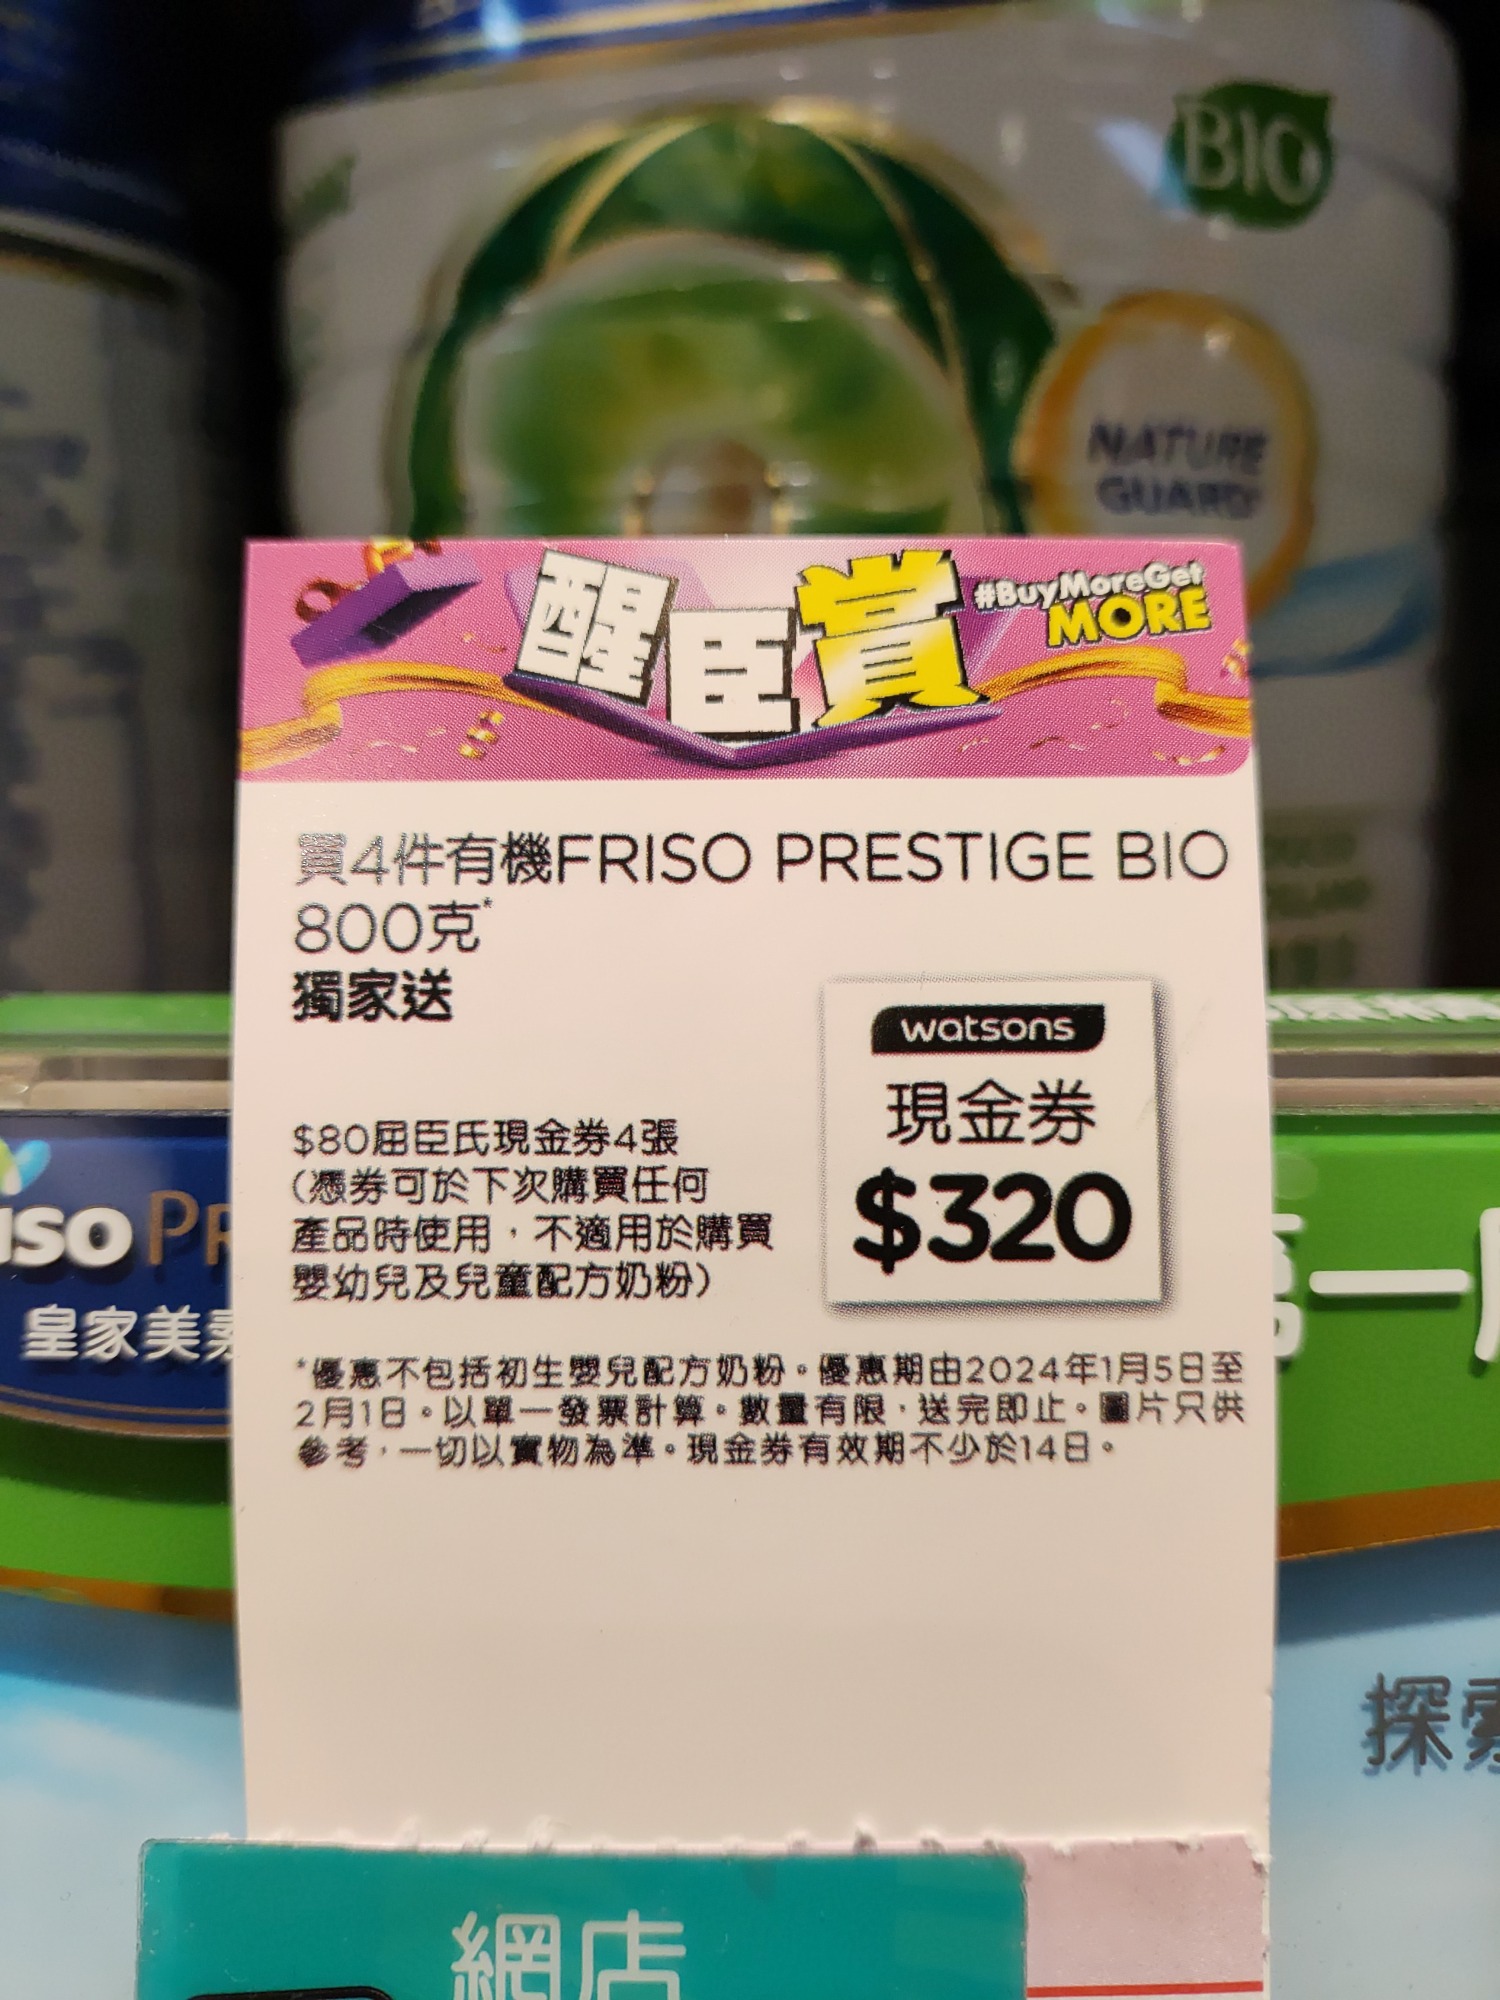 BIO
NATURE
GUARD
醒臣賞
#BuyMoreGet
MORE
買4件有機FRISO PRESTIGE BIO
800克*
獨家送
watsons
現金券
$320
$80屈臣氏現金券4張
(憑券可於下次購買任何
產品時使用，不適用於購買
嬰幼兒及兒童配方奶粉)
*優惠不包括初生嬰兒配方奶粉。優惠期由2024年1月5日至
2月1日。以單一發票計算。數量有限，送完即止。圖片只供
參考，一切以實物為準。現金券有效期不少於14日。
iso PR
皇家美素
一
探索
網店